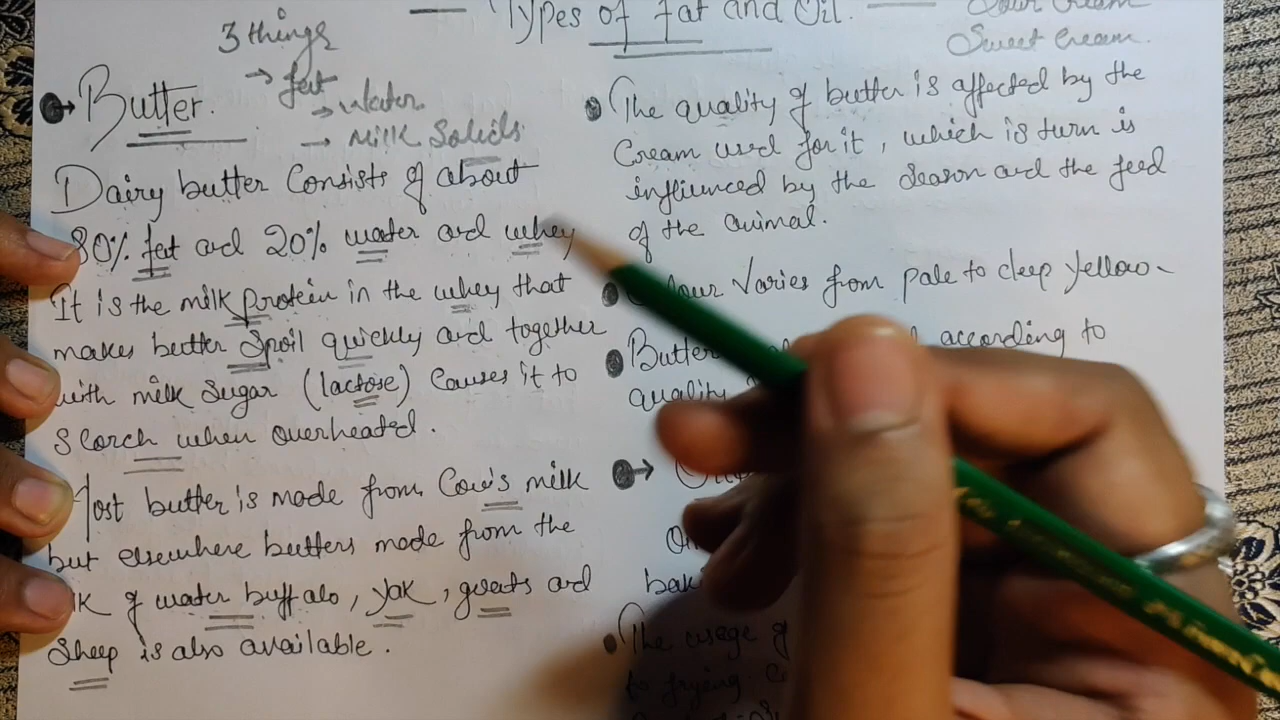 Types of fat and Oil.
Sour Cream
Sweet Cream.
3 things
→ fat
→ Water
→ Milk Solids
Butter.
Dairy butter Consists of about
80% fat and 20% water and whey
It is the milk protein in the whey that
makes butter Spoil quickly and together
with milk Sugar (lactose) Causes it to
Scorch when overheated.
Most butter is made from Cow's milk
but elsewhere butters made from the
of water buffalo, Yak, goats and
Sheep is also available.
The quality of butter is affected by the
Cream used for it, which is turn is
influenced by the Season and the feed
of the animal.
Colour Varies from pale to deep yellow
Butter according to
quality
The usage of
to frying.